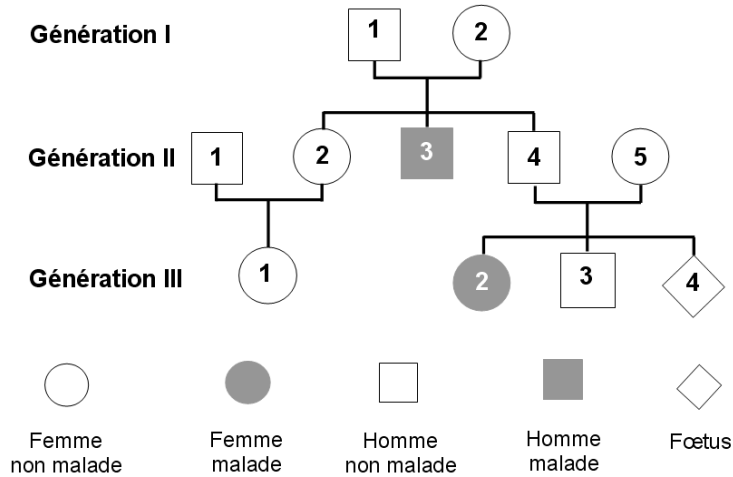 Génération I
1 2
Génération II
1 2 3 4 5
Génération III
1 2 3 4
Femme
non malade
Femme
malade
Homme
non malade
Homme
malade
Fœtus